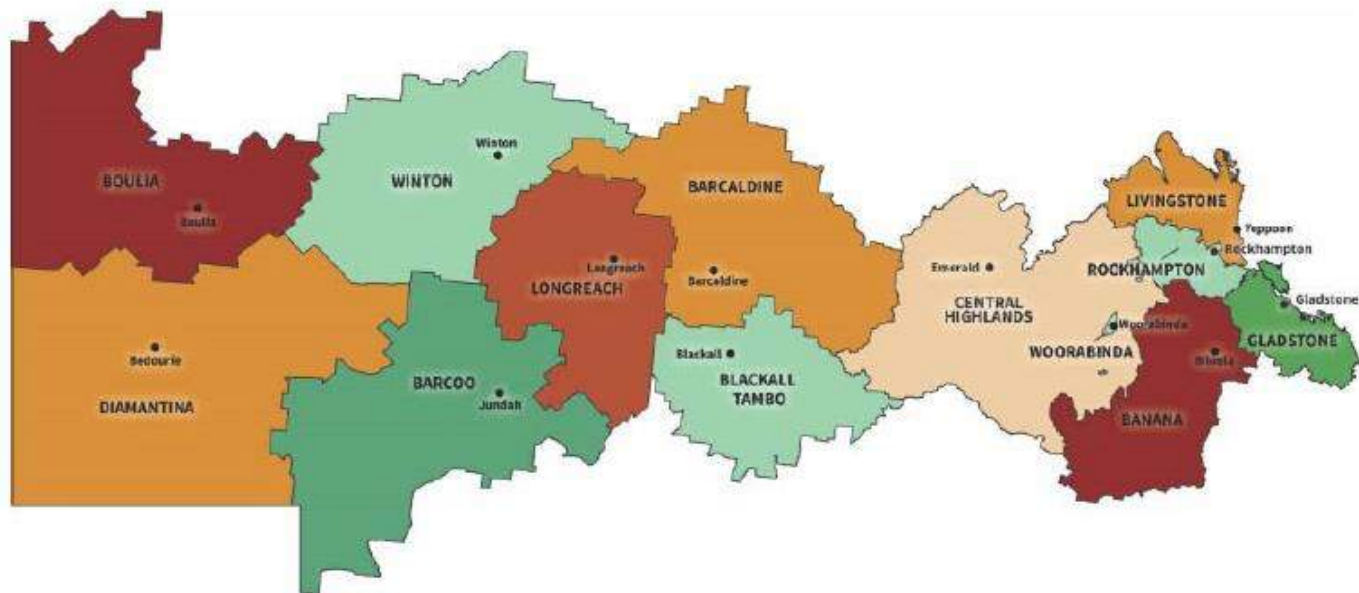 BOULIA
Boulia
WINTON
Winton
BARCALDINE
Barcaldine
LONGREACH
Longreach
DIAMANTINA
Bedourie
BARCOO
Jundah
BLACKALL
TAMBO
Blackall
CENTRAL
HIGHLANDS
Emerald
LIVINGSTONE
Yeppoon
ROCKHAMPTON
Rockhampton
WOORABINDA
Woorabinda
GLADSTONE
Gladstone
BANANA
Biloela